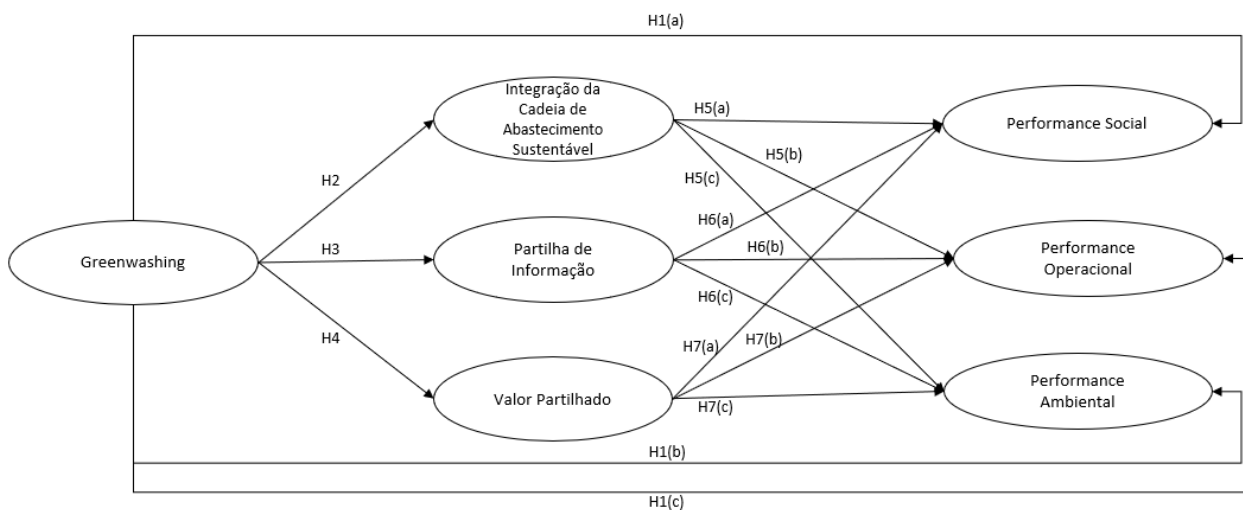 H1(a)
Integração da
Cadeia de
Abastecimento
Sustentável
H5(a)
Performance Social
H5(b)
H2
H5(c)
H6(a)
Greenwashing
H3
Partilha de
Informação
H6(b)
Performance
Operacional
H6(c)
H4
H7(a)
H7(b)
Valor Partilhado
H7(c)
Performance
Ambiental
H1(b)
H1(c)